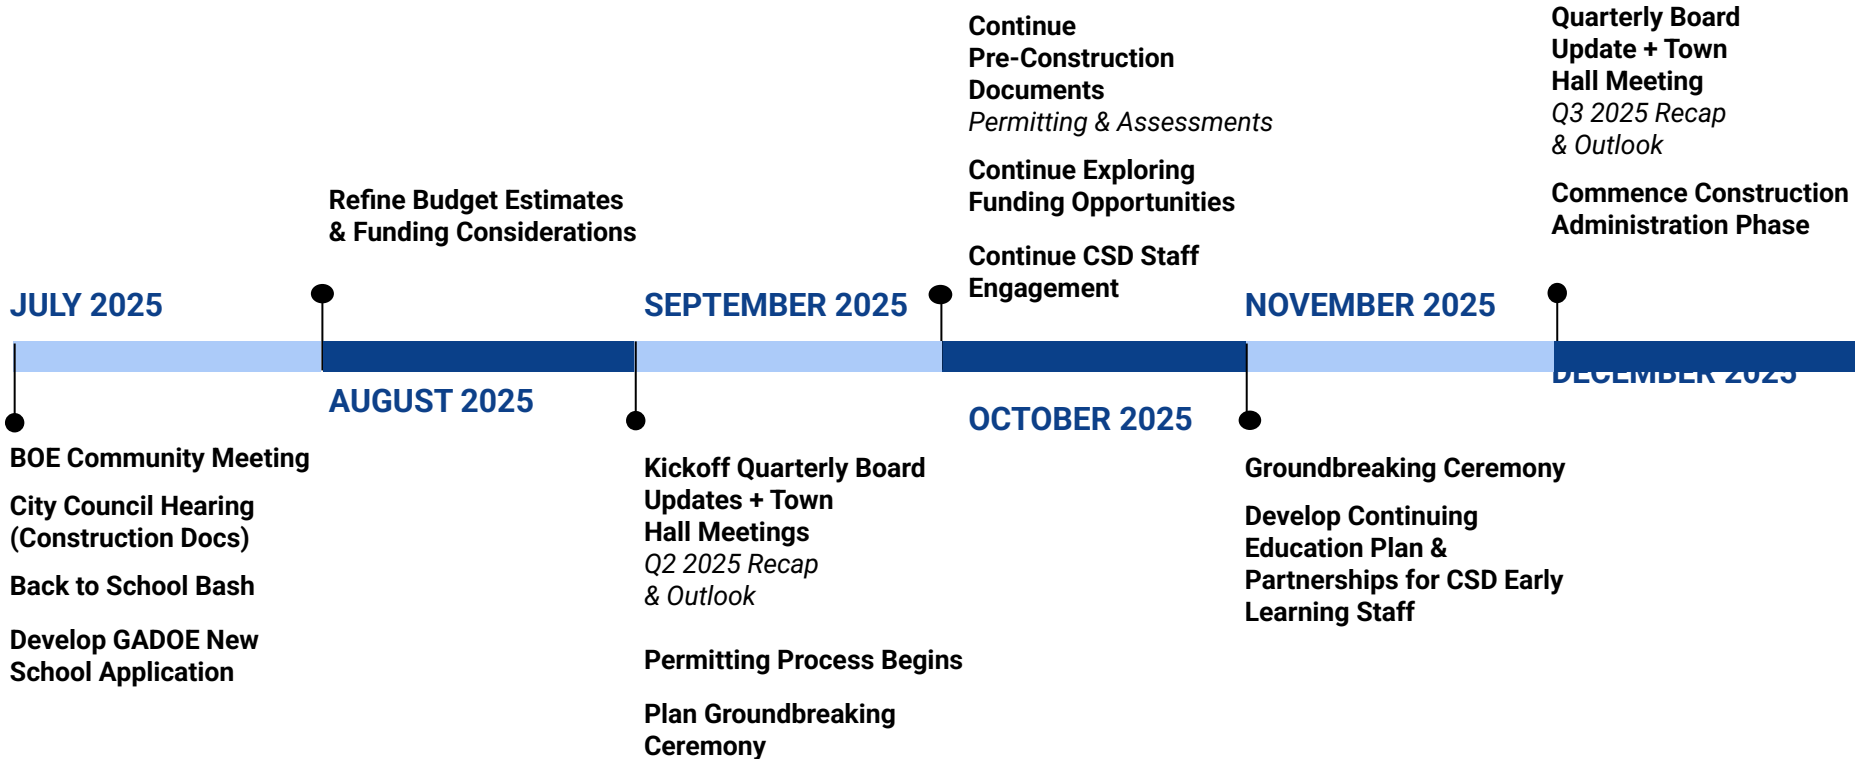 JULY 2025
BOE Community Meeting
City Council Hearing
(Construction Docs)
Back to School Bash
Develop GADOE New
School Application
Refine Budget Estimates
& Funding Considerations
AUGUST 2025
SEPTEMBER 2025
Kickoff Quarterly Board
Updates + Town
Hall Meetings
Q2 2025 Recap
& Outlook
Permitting Process Begins
Plan Groundbreaking
Ceremony
Continue
Pre-Construction
Documents
Permitting & Assessments
Continue Exploring
Funding Opportunities
Continue CSD Staff
Engagement
OCTOBER 2025
NOVEMBER 2025
Groundbreaking Ceremony
Develop Continuing
Education Plan &
Partnerships for CSD Early
Learning Staff
Quarterly Board
Update + Town
Hall Meeting
Q3 2025 Recap
& Outlook
Commence Construction
Administration Phase
DECEMBER 2025